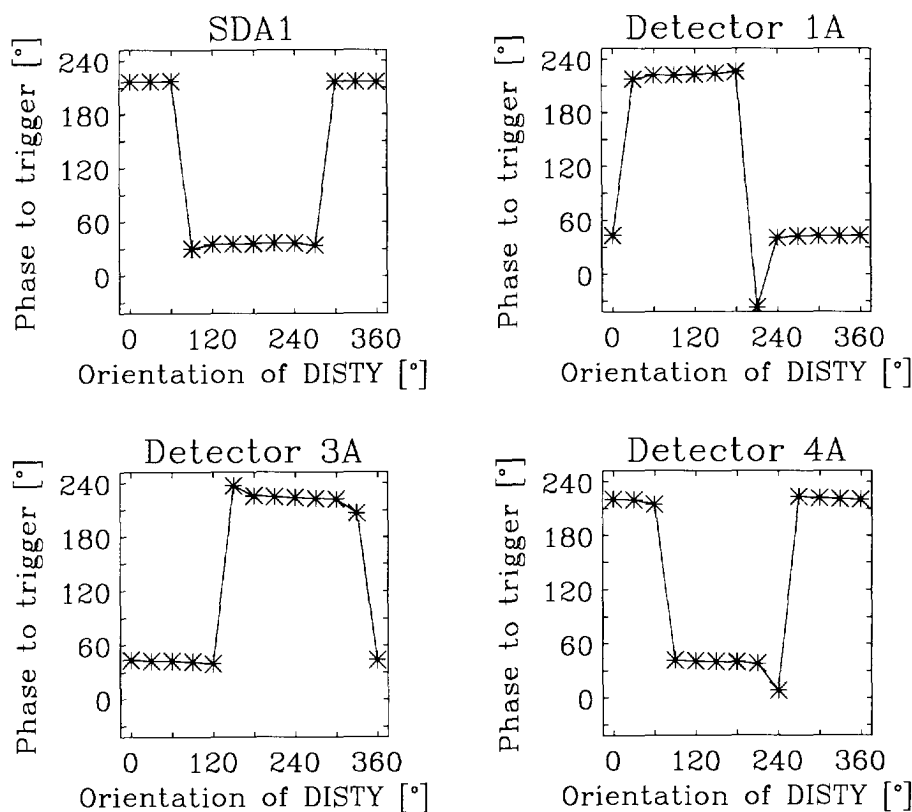 SDA1
Phase to trigger [°]
240
180
120
60
0
0 120 240 360
Orientation of DISTY [°]
Detector 1A
Phase to trigger [°]
240
180
120
60
0
0 120 240 360
Orientation of DISTY [°]
Detector 3A
Phase to trigger [°]
240
180
120
60
0
0 120 240 360
Orientation of DISTY [°]
Detector 4A
Phase to trigger [°]
240
180
120
60
0
0 120 240 360
Orientation of DISTY [°]